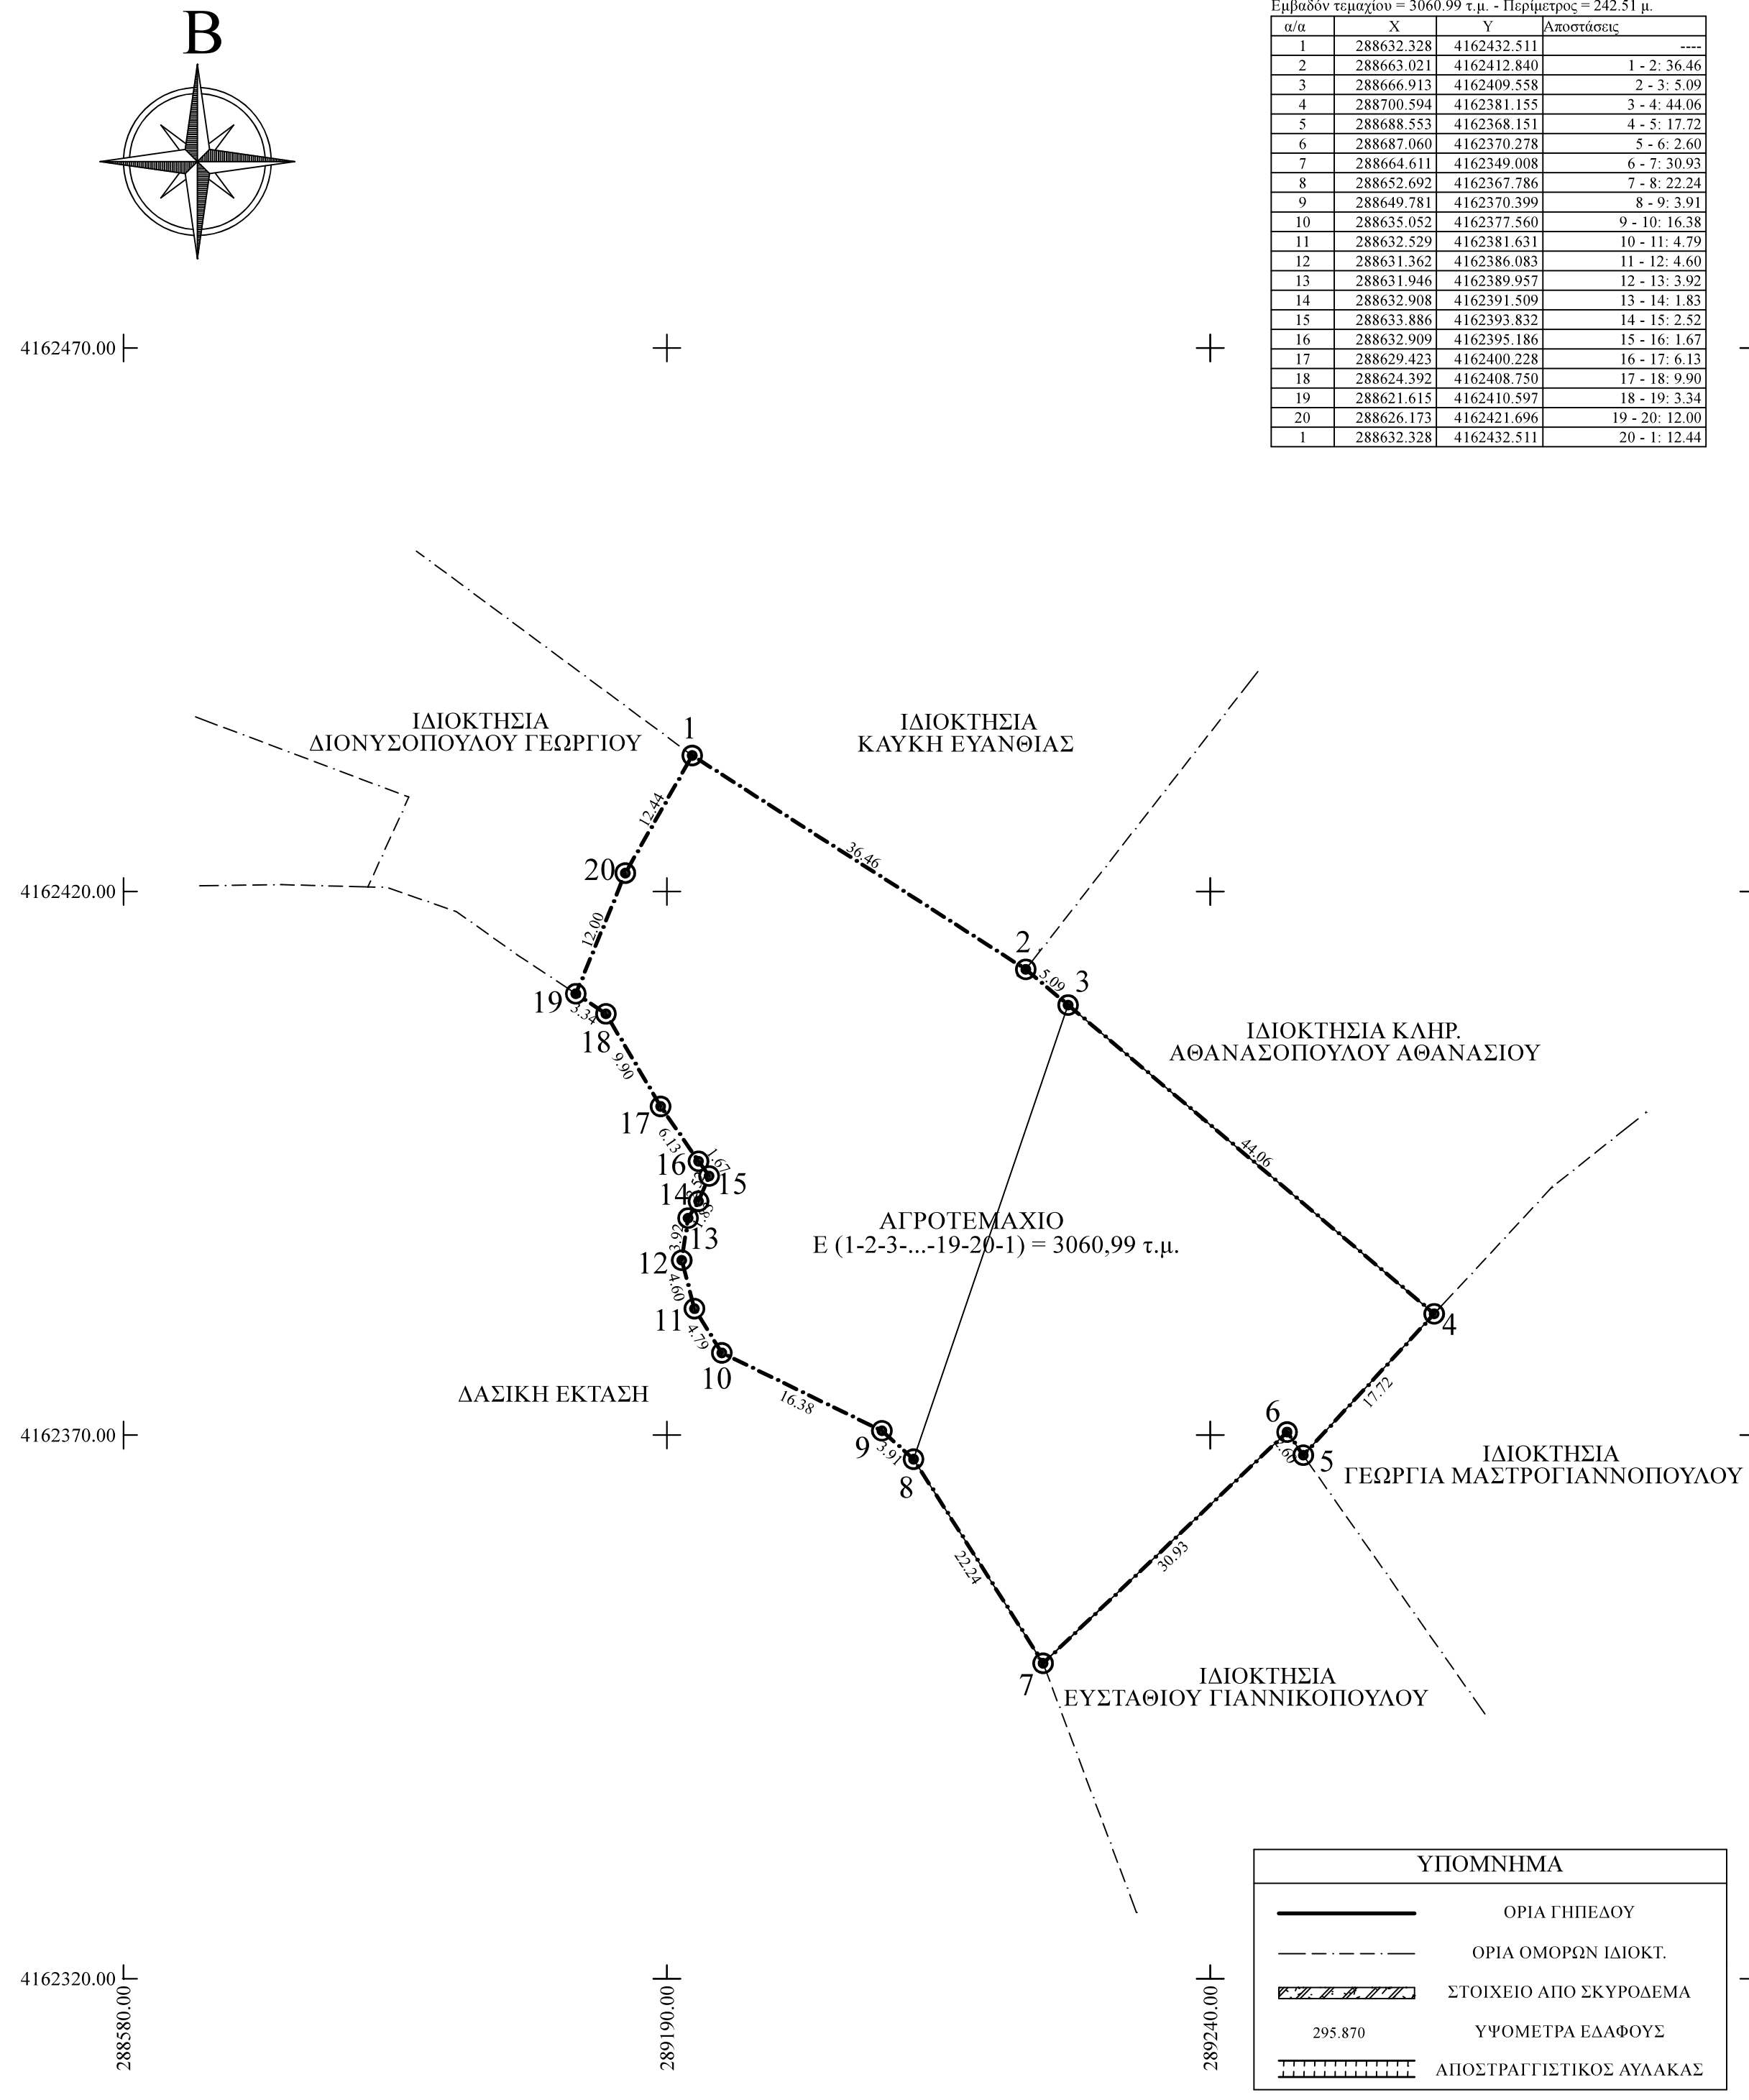 Β
Εμβαδόν τεμαχίου = 3060.99 τ.μ. - Περίμετρος = 242.51 μ.
α/α X Y Αποστάσεις
1 288632.328 4162432.511 ----
2 288663.021 4162412.840 1 - 2: 36.46
3 288666.913 4162409.558 2 - 3: 5.09
4 288700.594 4162381.155 3 - 4: 44.06
5 288688.553 4162368.151 4 - 5: 17.72
6 288687.060 4162370.278 5 - 6: 2.60
7 288664.611 4162349.008 6 - 7: 30.93
8 288652.692 4162367.786 7 - 8: 22.24
9 288649.781 4162370.399 8 - 9: 3.91
10 288635.052 4162377.560 9 - 10: 16.38
11 288632.529 4162381.631 10 - 11: 4.79
12 288631.362 4162386.083 11 - 12: 4.60
13 288631.946 4162389.957 12 - 13: 3.92
14 288632.908 4162391.509 13 - 14: 1.83
15 288633.886 4162393.832 14 - 15: 2.52
16 288632.909 4162395.186 15 - 16: 1.67
17 288629.423 4162400.228 16 - 17: 6.13
18 288624.392 4162408.750 17 - 18: 9.90
19 288621.615 4162410.597 18 - 19: 3.34
20 288626.173 4162421.696 19 - 20: 12.00
1 288632.328 4162432.511 20 - 1: 12.44
4162470.00
ΙΔΙΟΚΤΗΣΙΑ
ΔΙΟΝΥΣΟΠΟΥΛΟΥ ΓΕΩΡΓΙΟΥ
1
ΙΔΙΟΚΤΗΣΙΑ
ΚΑΥΚΗ ΕΥΑΝΘΙΑΣ
12.44
36.46
20
4162420.00
12.00
2
5.09
3
19
3.34
18
9.90
ΙΔΙΟΚΤΗΣΙΑ ΚΛΗΡ.
ΑΘΑΝΑΣΟΠΟΥΛΟΥ ΑΘΑΝΑΣΙΟΥ
17
6.13
44.06
16
1.67
15
14
13
3.92
ΑΓΡΟΤΕΜΑΧΙΟ
Ε (1-2-3-...-19-20-1) = 3060,99 τ.μ.
12
4.60
11
4.79
4
10
ΔΑΣΙΚΗ ΕΚΤΑΣΗ
16.38
17.72
4162370.00
9
3.91
8
6
2.60
5
ΙΔΙΟΚΤΗΣΙΑ
ΓΕΩΡΓΙΑ ΜΑΣΤΡΟΓΙΑΝΝΟΠΟΥΛΟΥ
22.24
30.93
7
ΙΔΙΟΚΤΗΣΙΑ
ΕΥΣΤΑΘΙΟΥ ΓΙΑΝΝΙΚΟΠΟΥΛΟΥ
4162320.00
288580.00
289190.00
289240.00
ΥΠΟΜΝΗΜΑ
ΟΡΙΑ ΓΗΠΕΔΟΥ
ΟΡΙΑ ΟΜΟΡΩΝ ΙΔΙΟΚΤ.
ΣΤΟΙΧΕΙΟ ΑΠΟ ΣΚΥΡΟΔΕΜΑ
295.870 ΥΨΟΜΕΤΡΑ ΕΔΑΦΟΥΣ
ΑΠΟΣΤΡΑΓΓΙΣΤΙΚΟΣ ΑΥΛΑΚΑΣ